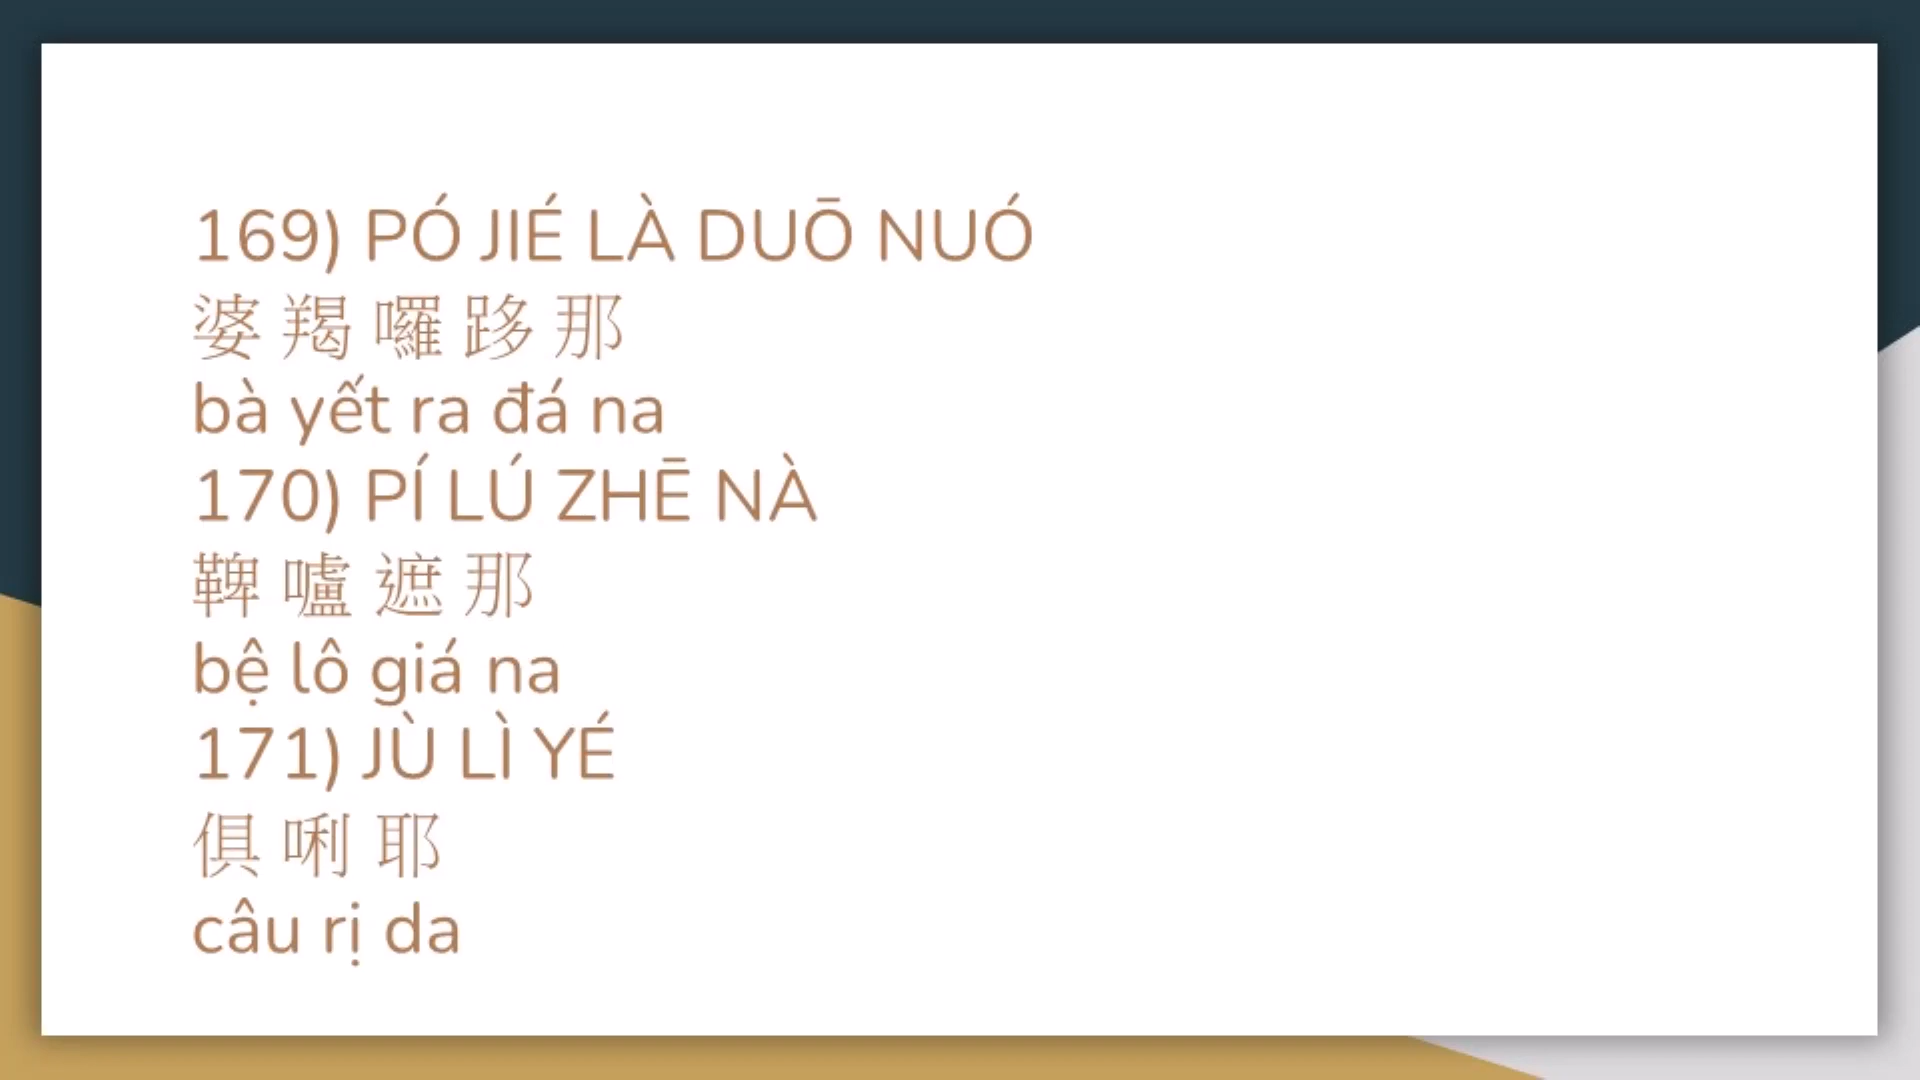 169) PÓ JIÉ LÀ DUŌ NUÓ
婆 羯 囉 跢 那
bà yết ra đá na
170) PÍ LÚ ZHĒ NÀ
鞞 嚧 遮 那
bệ lô giá na
171) JÙ LÌ YÉ
俱 唎 耶
câu rị da